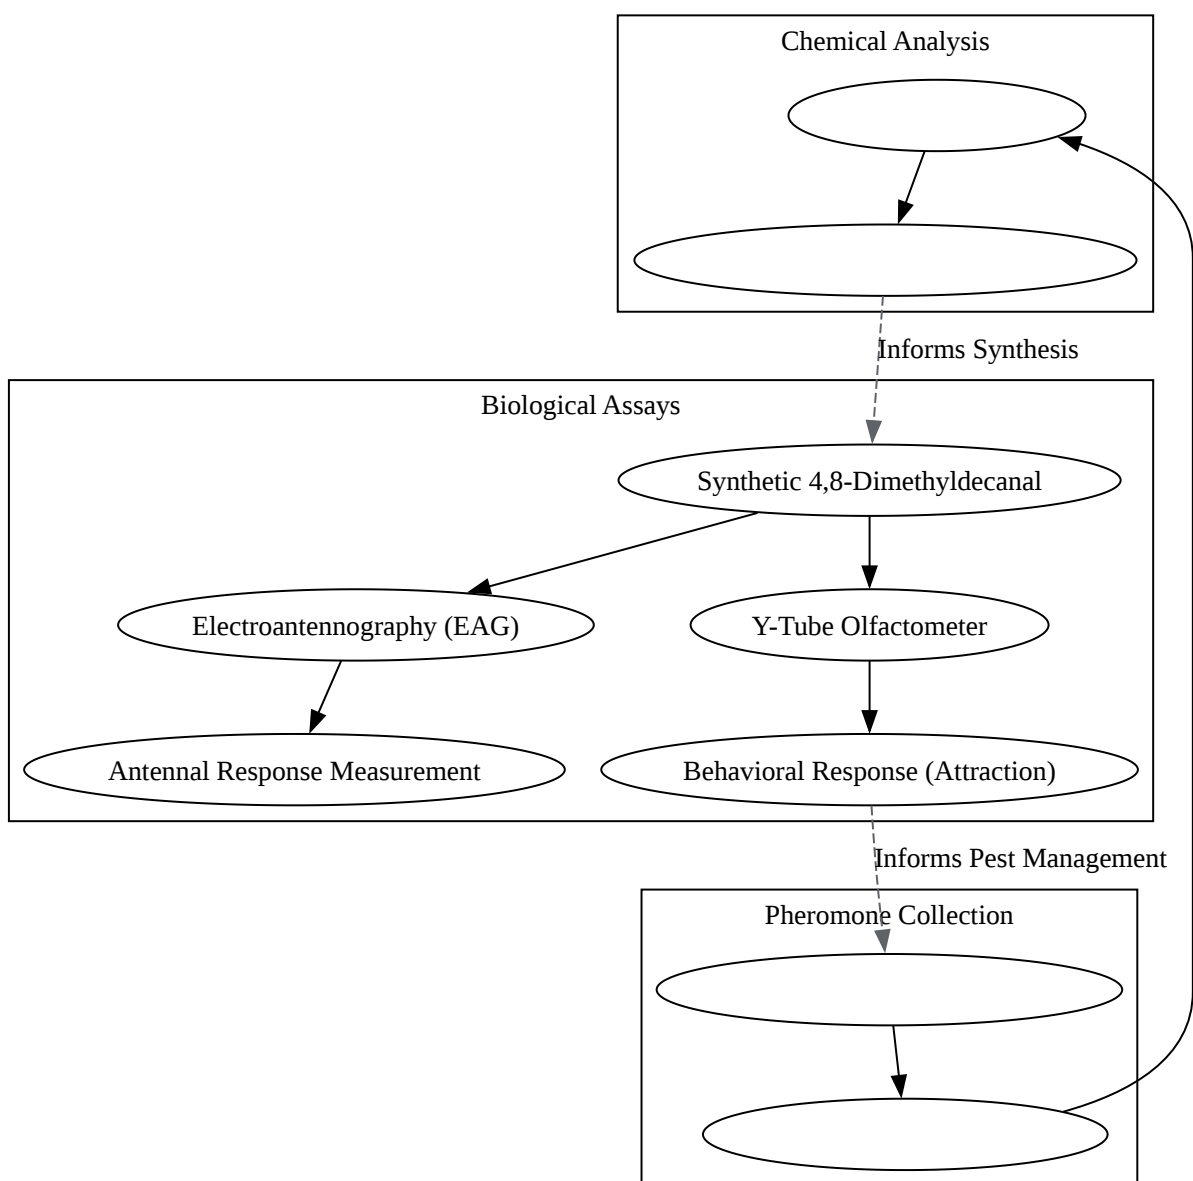 Chemical Analysis
Informs Synthesis
Biological Assays
Synthetic 4,8-Dimethyldecanal
Electroantennography (EAG)
Y-Tube Olfactometer
Antennal Response Measurement
Behavioral Response (Attraction)
Informs Pest Management
Pheromone Collection